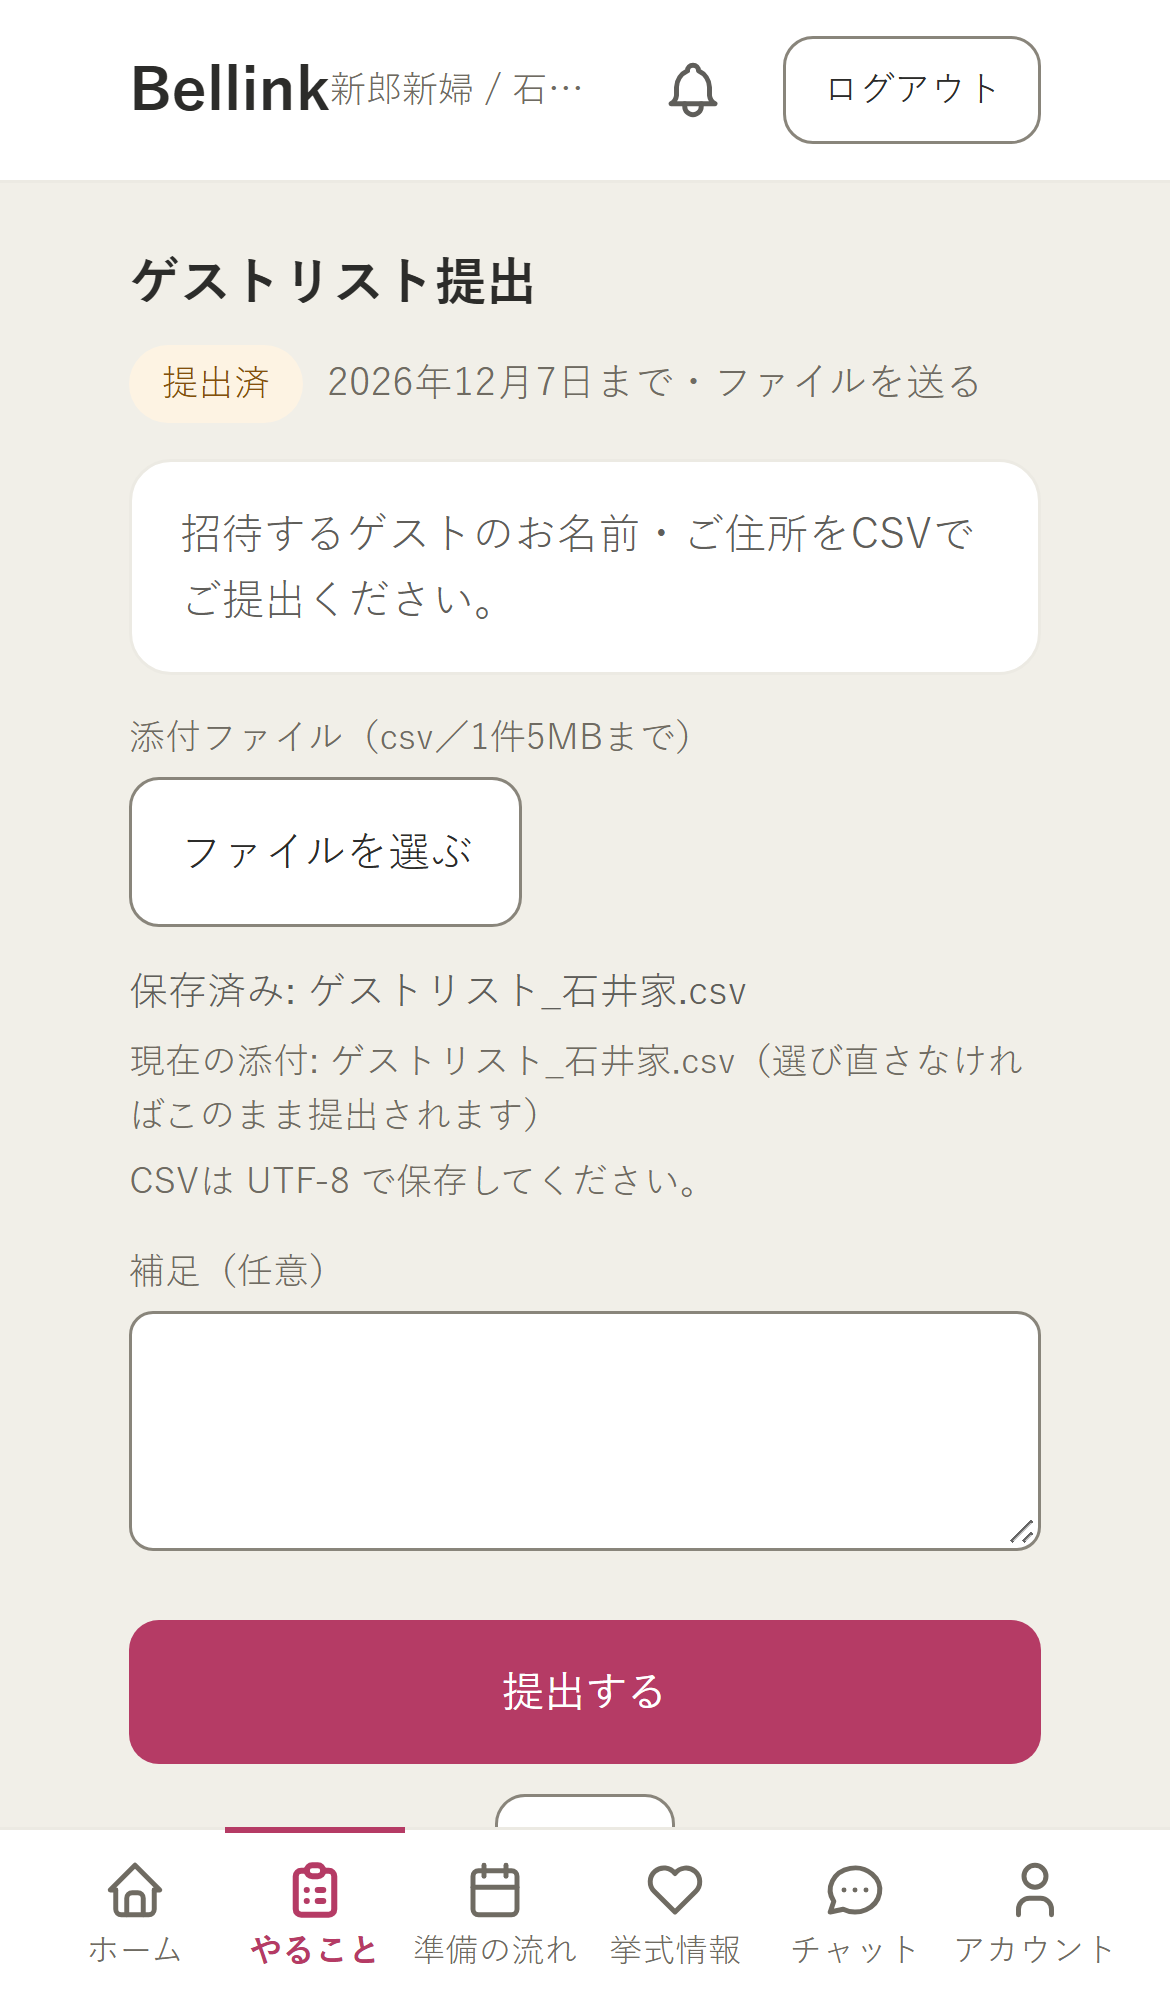 Bellink新郎新婦 / 石…
ログアウト
ゲストリスト提出
提出済
2026年12月7日まで・ファイルを送る
招待するゲストのお名前・ご住所をCSVで
ご提出ください。
添付ファイル（csv／1件5MBまで）
ファイルを選ぶ
保存済み: ゲストリスト_石井家.csv
現在の添付: ゲストリスト_石井家.csv（選び直さなけれ
ばこのまま提出されます）
CSVは UTF-8 で保存してください。
補足（任意）
提出する
ホーム
やること
準備の流れ
挙式情報
チャット
アカウント